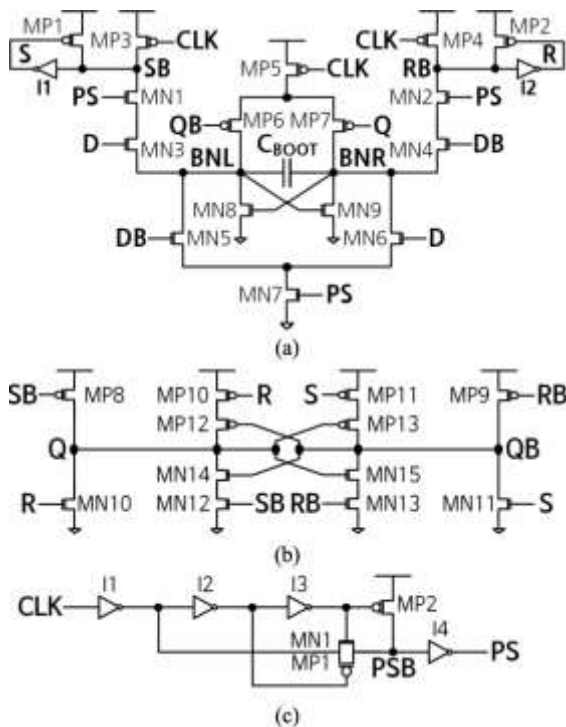 MP1 MP3 CLK CLK MP4 MP2
S SB MP5 CLK RB R
I1 I2
PS MN1 QB MP6 MP7 Q MN2 PS
D MN3 CBOOT MN4 DB
BNL BNR
MN8 MN9
DB MN5 MN6 D
MN7 PS
(a)
SB MP8 MP10 R S MP11 MP9 RB
MP12 MP13
Q QB
MN14 MN15
R MN10 MN12 SB RB MN13 MN11 S
(b)
I1 I2 I3
CLK MP2
MN1 I4
MP1 PSB PS
(c)